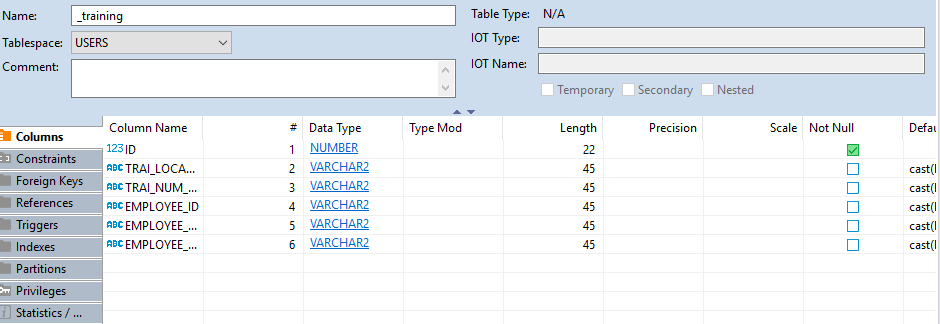 Name: _training
Table Type: N/A
Tablespace: USERS
IOT Type:
IOT Name:
Comment:
Temporary Secondary Nested
Columns
Constraints
Foreign Keys
References
Triggers
Indexes
Partitions
Privileges
Statistics / ...
Column Name # Data Type Type Mod Length Precision Scale Not Null Defau
123 ID 1 NUMBER 22
ABC TRAI_LOCA... 2 VARCHAR2 45 cast(I
ABC TRAI_NUM_... 3 VARCHAR2 45 cast(I
ABC EMPLOYEE_ID 4 VARCHAR2 45 cast(I
ABC EMPLOYEE_... 5 VARCHAR2 45 cast(I
ABC EMPLOYEE_... 6 VARCHAR2 45 cast(I